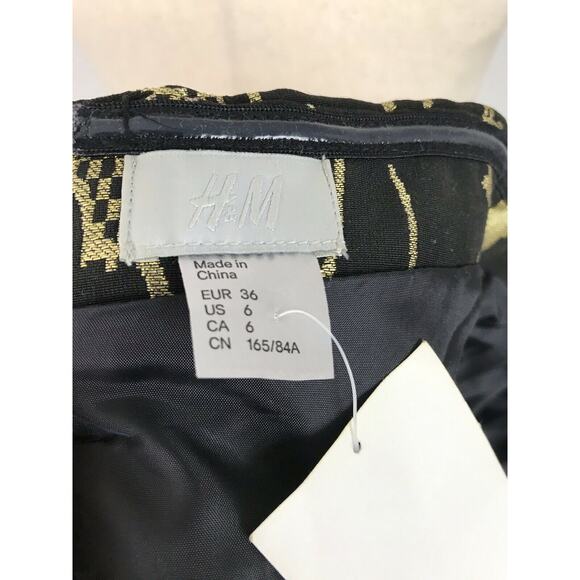 H&M
Made in
China
EUR 36
US 6
CA 6
CN 165/84A